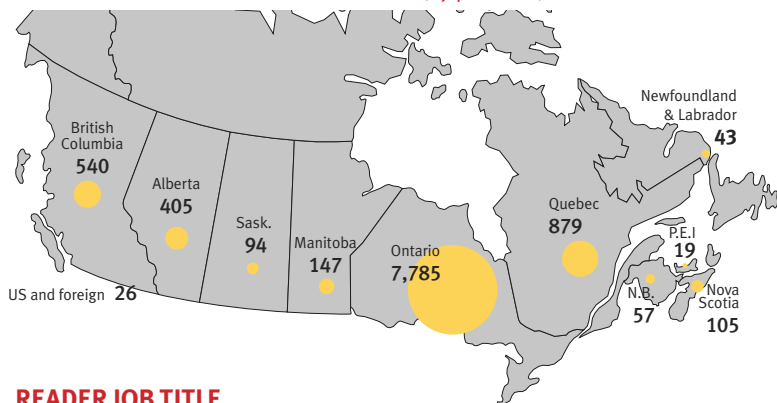 Newfoundland
& Labrador
43
British
Columbia
540
Alberta
405
Sask.
94
Manitoba
147
Ontario
7,785
Quebec
879
P.E.I
19
N.B.
57
Nova
Scotia
105
US and foreign 26
READER JOB TITLE